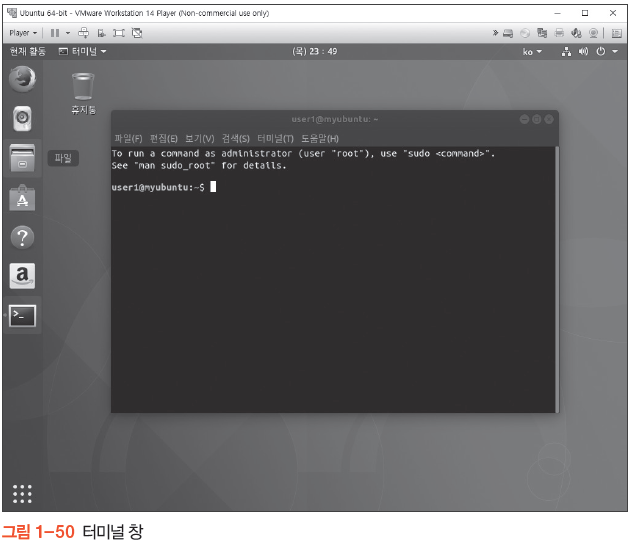 Ubuntu 64-bit - VMware Workstation 14 Player (Non-commercial use only)
Player
현재 활동 터미널 (목) 23 : 49 ko
휴지통
user1@myubuntu: ~
파일(F) 편집(E) 보기(V) 검색(S) 터미널(T) 도움말(H)
To run a command as administrator (user "root"), use "sudo <command>".
See "man sudo_root" for details.
파일
user1@myubuntu:~$
그림 1-50 터미널 창